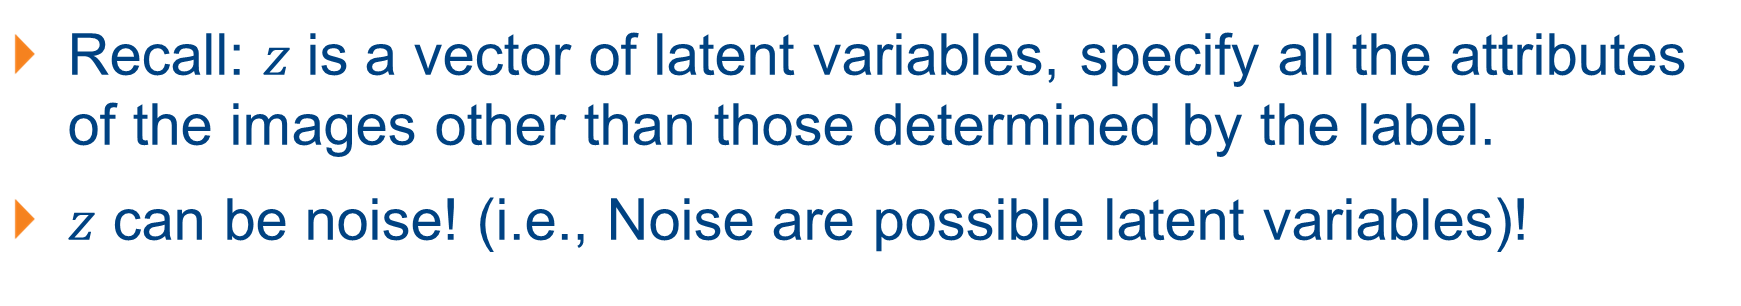 Recall: z is a vector of latent variables, specify all the attributes
of the images other than those determined by the label.
z can be noise! (i.e., Noise are possible latent variables)!